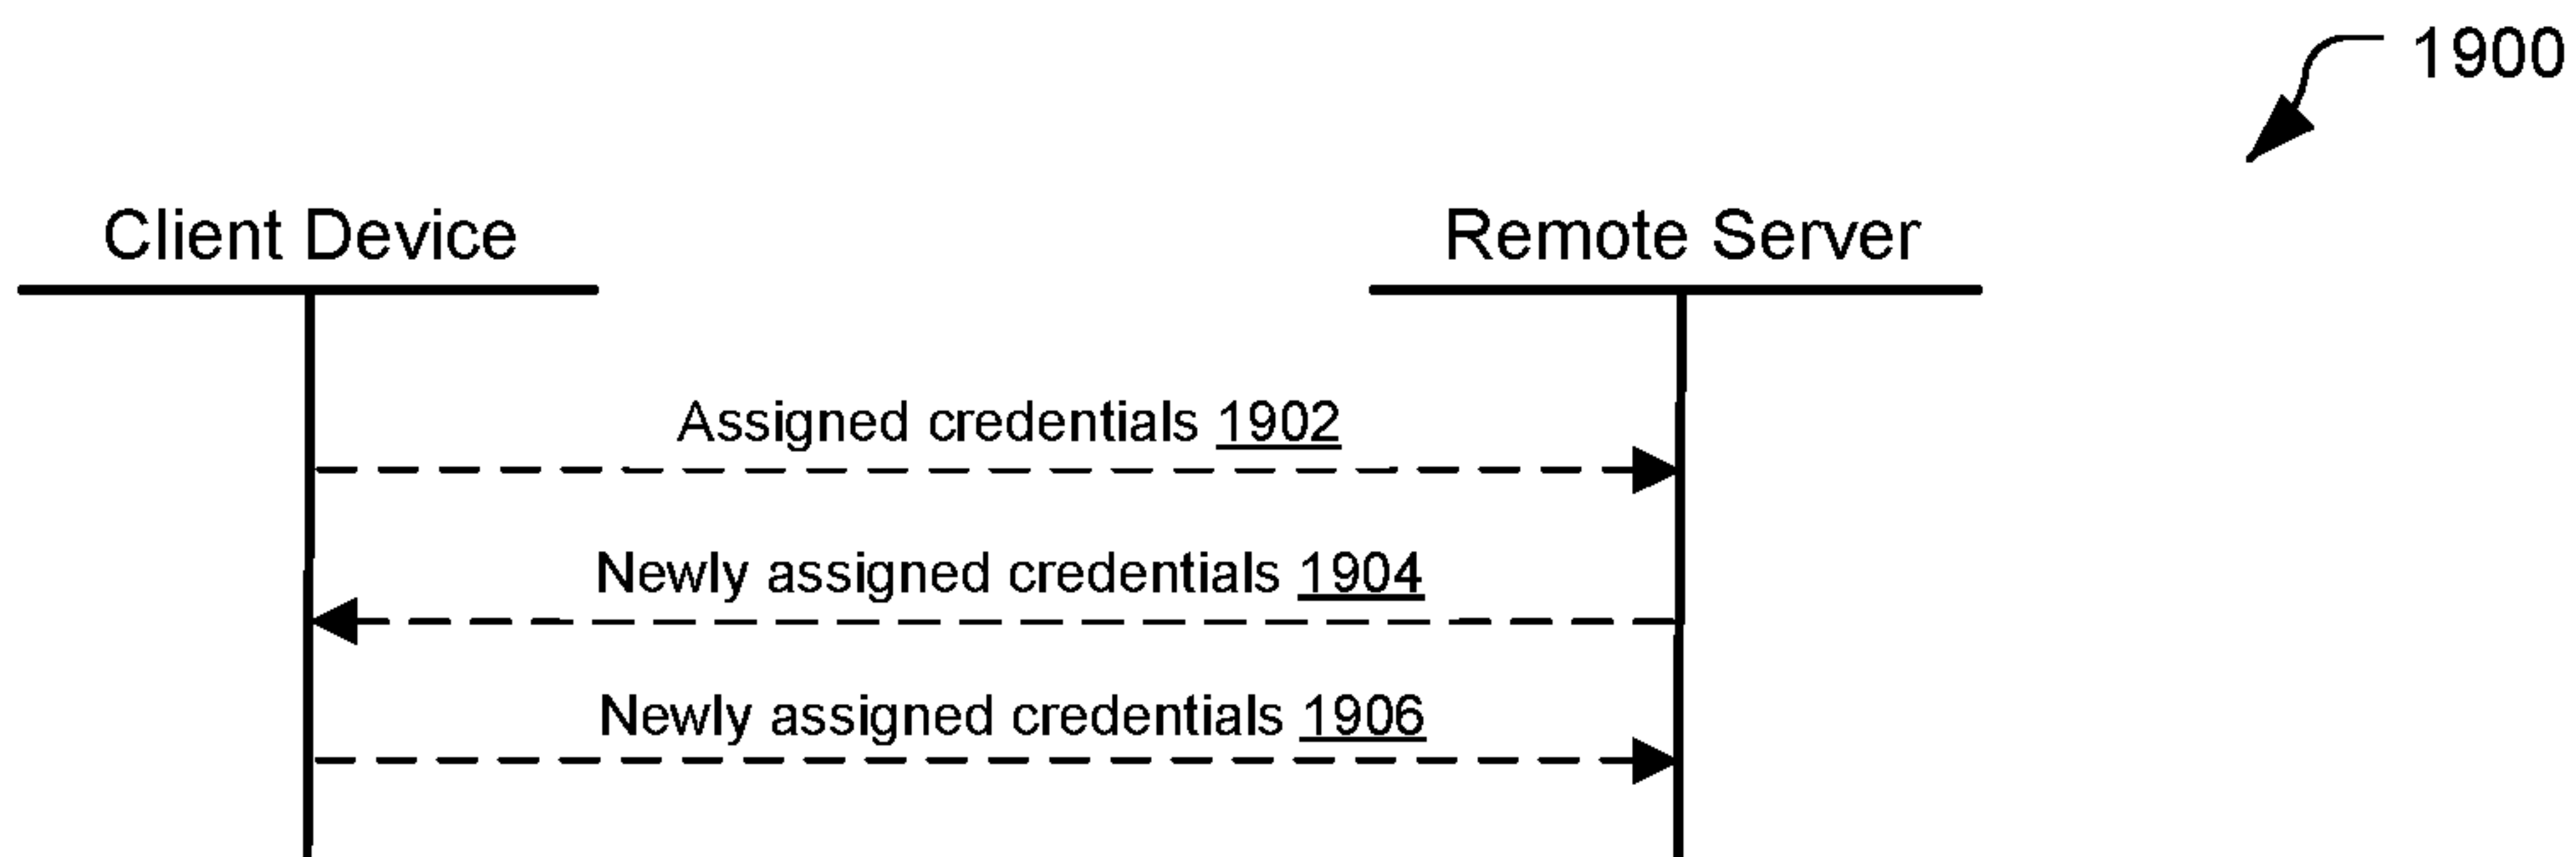 1900
Client Device
Remote Server
Assigned credentials 1902
Newly assigned credentials 1904
Newly assigned credentials 1906